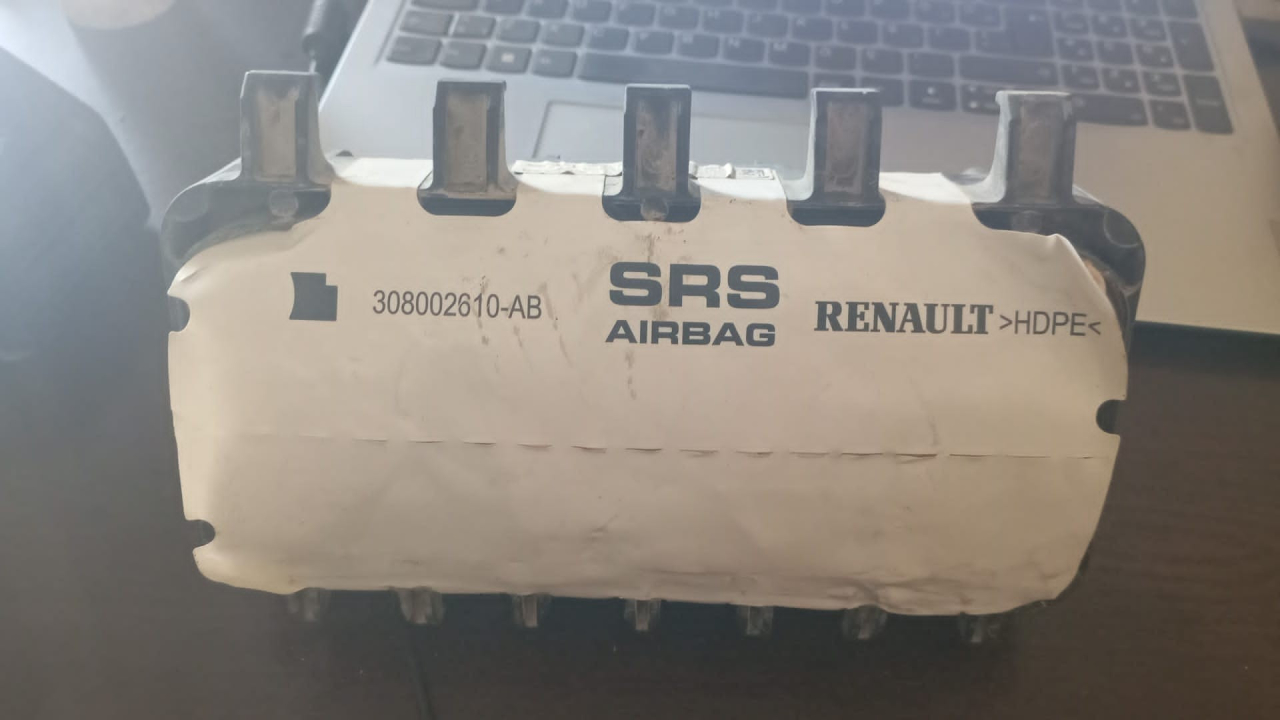 308002610-AB
SRS
AIRBAG
RENAULT >HDPE<